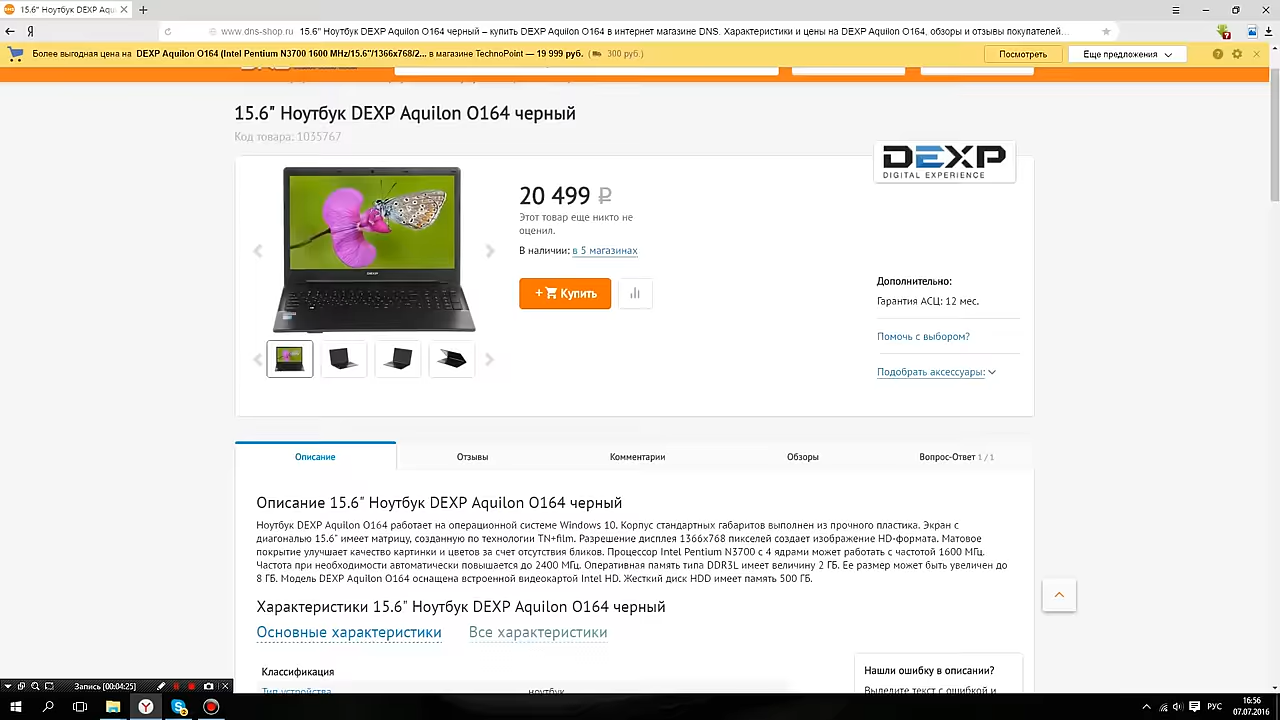 15.6" Ноутбук DEXP Aqu
www.dns-shop.ru 15.6" Ноутбук DEXP Aquilon O164 черный – купить DEXP Aquilon O164 в интернет магазине DNS. Характеристики и цены на DEXP Aquilon O164, обзоры и отзывы покупателей...
Более выгодная цена на DEXP Aquilon O164 (Intel Pentium N3700 1600 MHz/15.6"/1366x768/2... в магазине TechnoPoint — 19 999 руб. ( 300 руб.)
Посмотреть
Еще предложения
15.6" Ноутбук DEXP Aquilon O164 черный
Код товара: 1035767
DEXP
DIGITAL EXPERIENCE
20 499 ₽
Этот товар еще никто не
оценил.
В наличии: в 5 магазинах
+ Купить
Дополнительно:
Гарантия АСЦ: 12 мес.
Помочь с выбором?
Подобрать аксессуары:
Описание
Отзывы
Комментарии
Обзоры
Вопрос-Ответ 1 / 1
Описание 15.6" Ноутбук DEXP Aquilon O164 черный
Ноутбук DEXP Aquilon O164 работает на операционной системе Windows 10. Корпус стандартных габаритов выполнен из прочного пластика. Экран с
диагональю 15.6" имеет матрицу, созданную по технологии TN+film. Разрешение дисплея 1366x768 пикселей создает изображение HD-формата. Матовое
покрытие улучшает качество картинки и цветов за счет отсутствия бликов. Процессор Intel Pentium N3700 с 4 ядрами может работать с частотой 1600 МГц.
Частота при необходимости автоматически повышается до 2400 МГц. Оперативная память типа DDR3L имеет величину 2 ГБ. Ее размер может быть увеличен до
8 ГБ. Модель DEXP Aquilon O164 оснащена встроенной видеокартой Intel HD. Жесткий диск HDD имеет память 500 ГБ.
Характеристики 15.6" Ноутбук DEXP Aquilon O164 черный
Основные характеристики
Все характеристики
Классификация
Тип устройства
ноутбук
Нашли ошибку в описании?
Выделите текст с ошибкой и
Запись [00:04:25]
РУС
16:56
07.07.2016